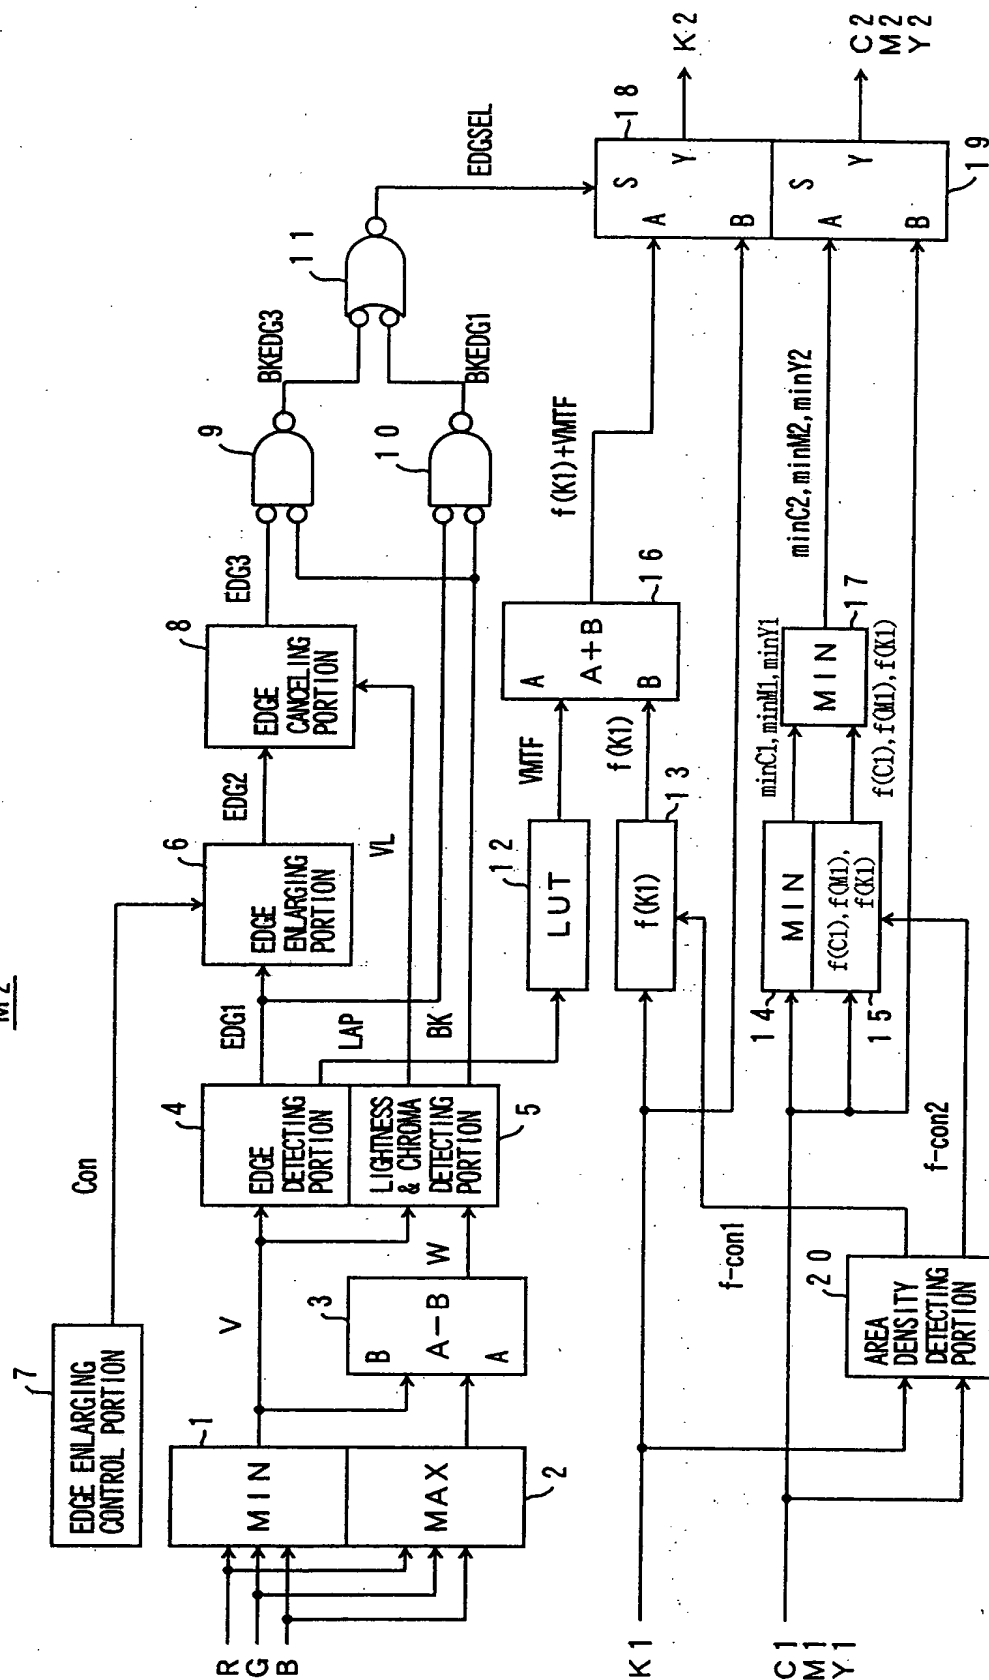 M2
7
EDGE ENLARGING
CONTROL PORTION
Con
R
G
B
1
MIN
MAX
2
V
3
B
A-B
A
W
4
EDGE
DETECTING
PORTION
LIGHTNESS
& CHROMA
DETECTING
PORTION
5
EDG1
LAP
VL
BK
6
EDGE
ENLARGING
PORTION
EDG2
8
EDGE
CANCELING
PORTION
EDG3
9
BKEDG3
10
BKEDG1
11
EDGSEL
12
LUT
VMTF
f(K1)
13
f(K1)
A
A+B
B
16
f(K1)+VMTF
K1
C1
M1
Y1
20
AREA
DENSITY
DETECTING
PORTION
f-con1
f-con2
14
MIN
f(C1),f(M1),
f(K1)
15
minC1,minM1,minY1
f(C1),f(M1),f(K1)
MIN
17
minC2,minM2,minY2
18
S
A
Y
B
S
A
Y
B
19
K2
C2
M2
Y2